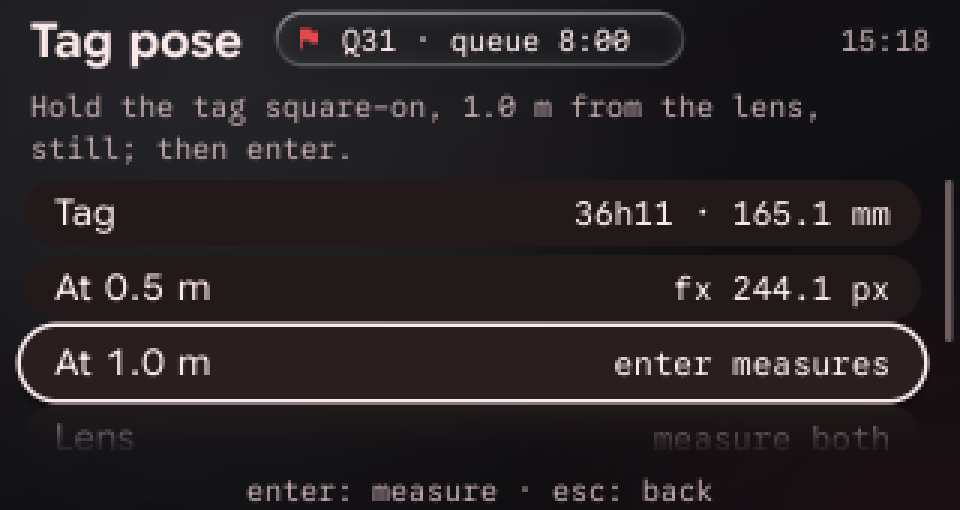 Tag pose
Q31 · queue 8:00
15:18
Hold the tag square-on, 1.0 m from the lens,
still; then enter.
Tag 36h11 · 165.1 mm
At 0.5 m fx 244.1 px
At 1.0 m enter measures
Lens measure both
enter: measure · esc: back